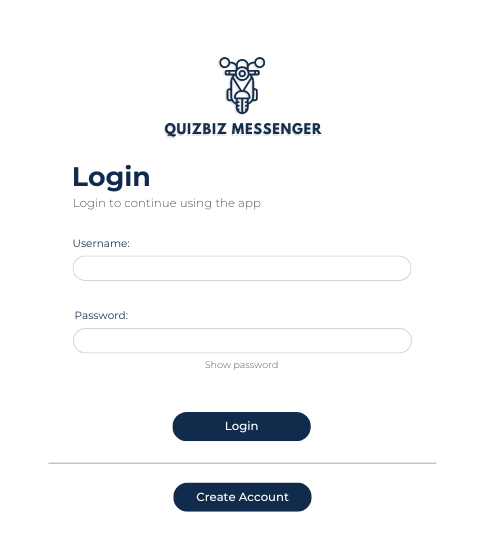 QUIZBIZ MESSENGER
Login
Login to continue using the app
Username:
Password:
Show password
Login
Create Account